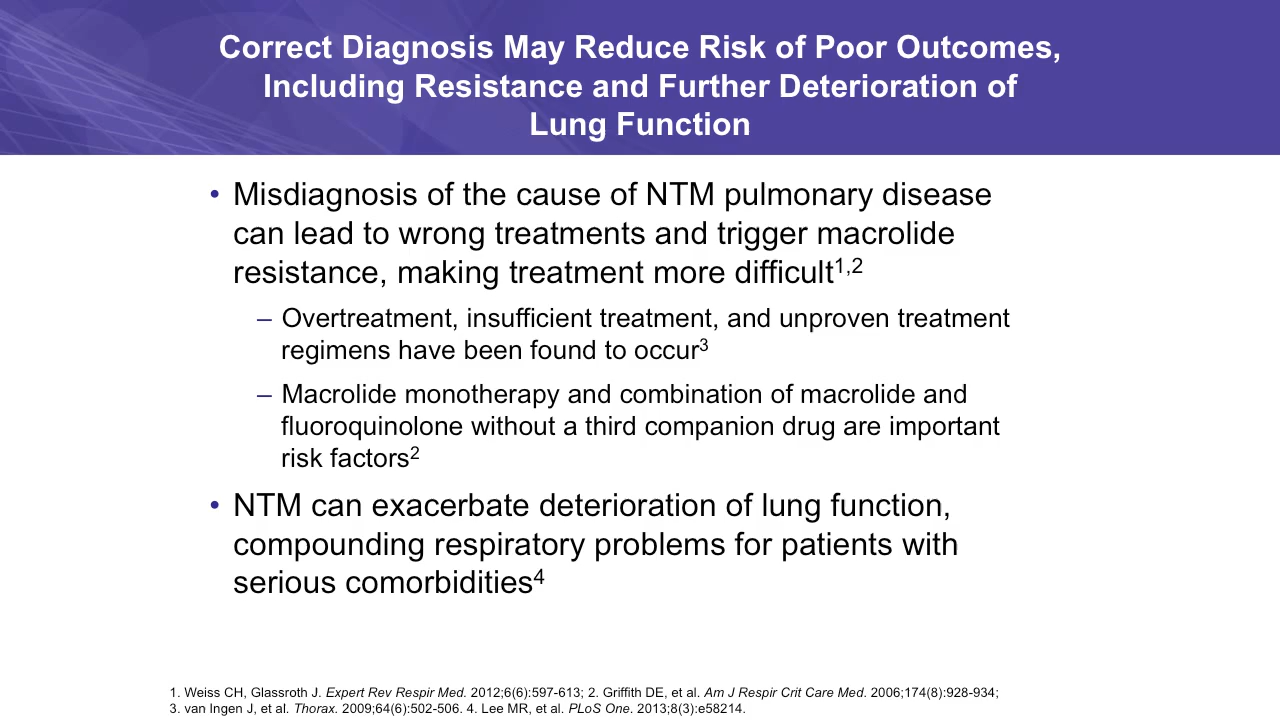 Correct Diagnosis May Reduce Risk of Poor Outcomes,
Including Resistance and Further Deterioration of
Lung Function
• Misdiagnosis of the cause of NTM pulmonary disease
can lead to wrong treatments and trigger macrolide
resistance, making treatment more difficult1,2
– Overtreatment, insufficient treatment, and unproven treatment
regimens have been found to occur3
– Macrolide monotherapy and combination of macrolide and
fluoroquinolone without a third companion drug are important
risk factors2
• NTM can exacerbate deterioration of lung function,
compounding respiratory problems for patients with
serious comorbidities4
1. Weiss CH, Glassroth J. Expert Rev Respir Med. 2012;6(6):597-613; 2. Griffith DE, et al. Am J Respir Crit Care Med. 2006;174(8):928-934;
3. van Ingen J, et al. Thorax. 2009;64(6):502-506. 4. Lee MR, et al. PLoS One. 2013;8(3):e58214.